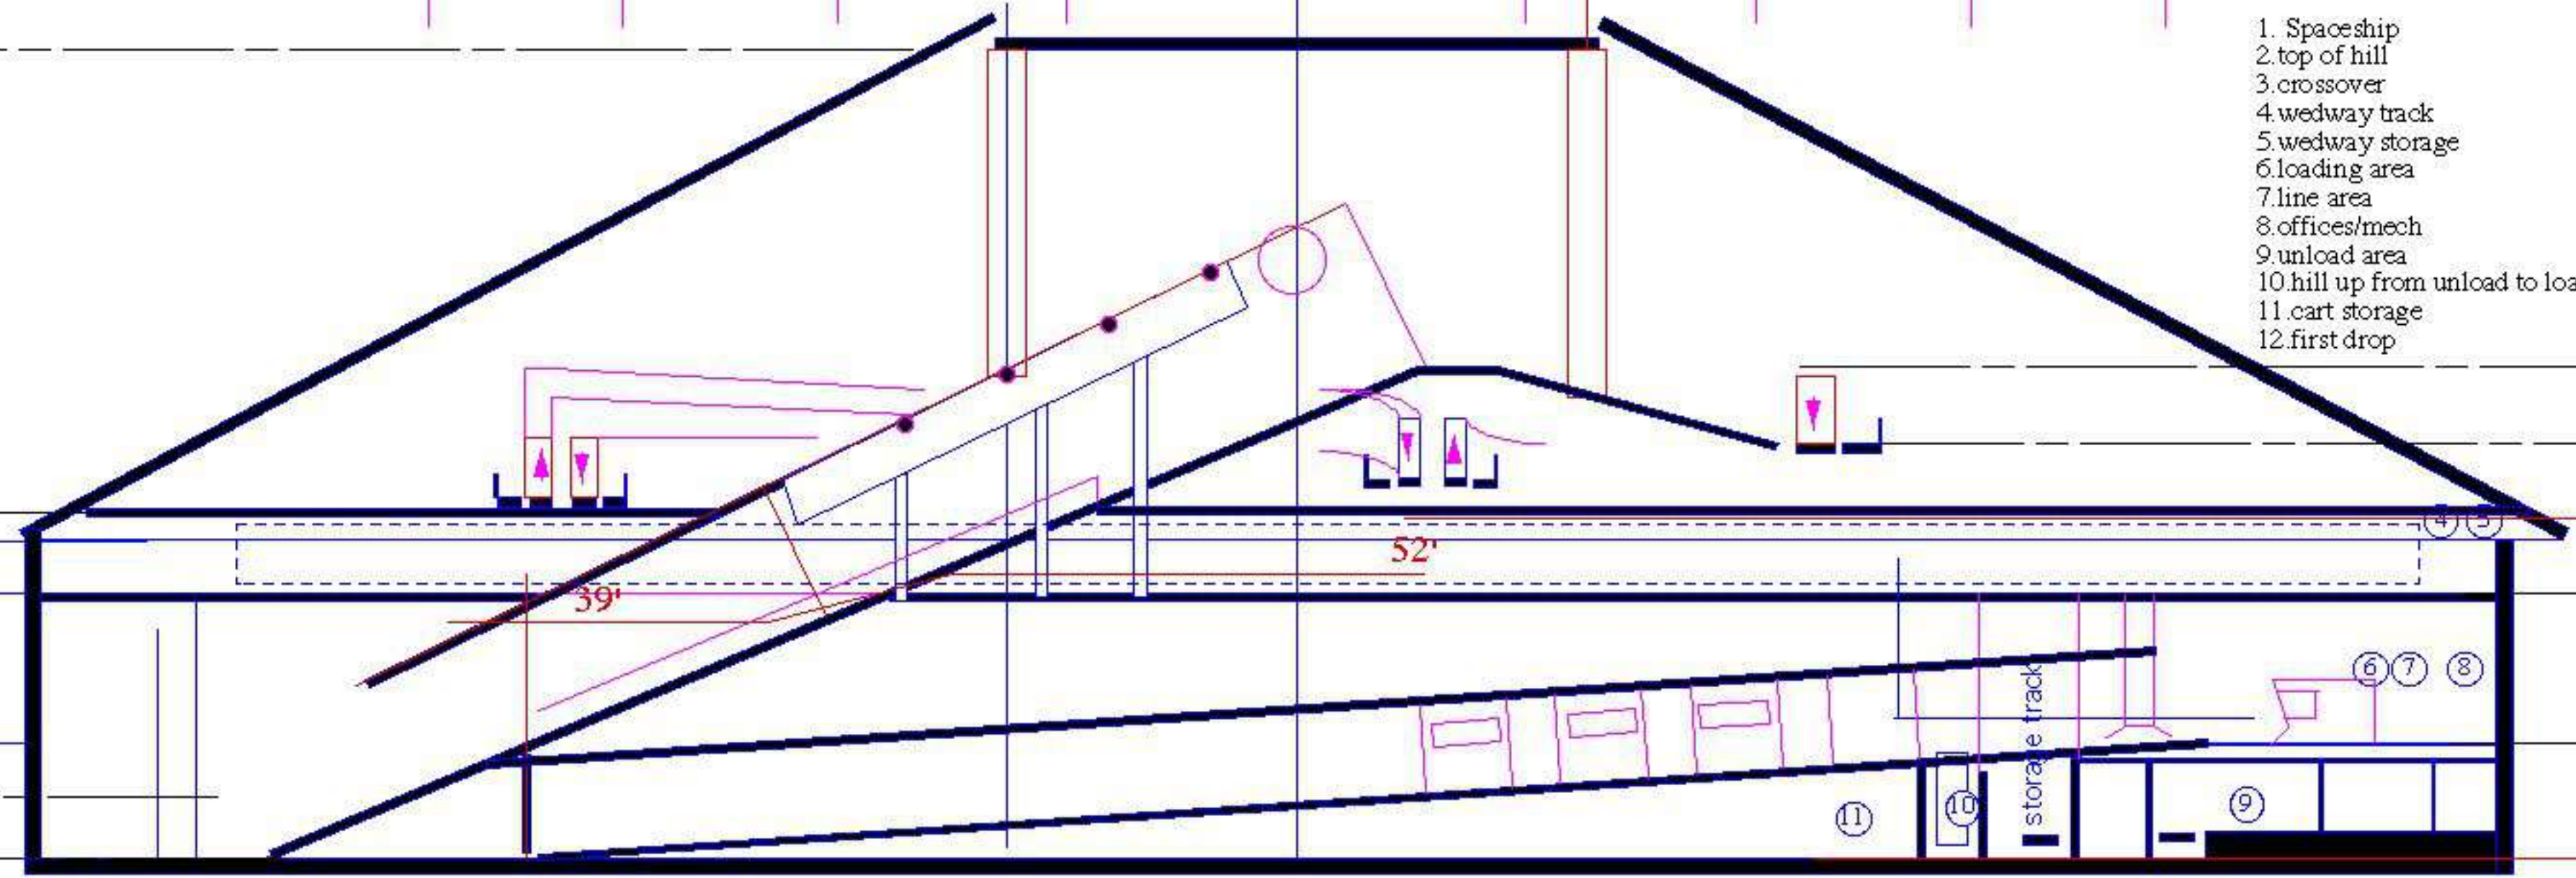 1. Spaceship
2.top of hill
3.crossover
4.wedway track
5.wedway storage
6.loading area
7.line area
8.offices/mech
9.unload area
10.hill up from unload to loa
11.cart storage
12.first drop
4 5
52'
39'
6 7 8
storage track
9
10
11